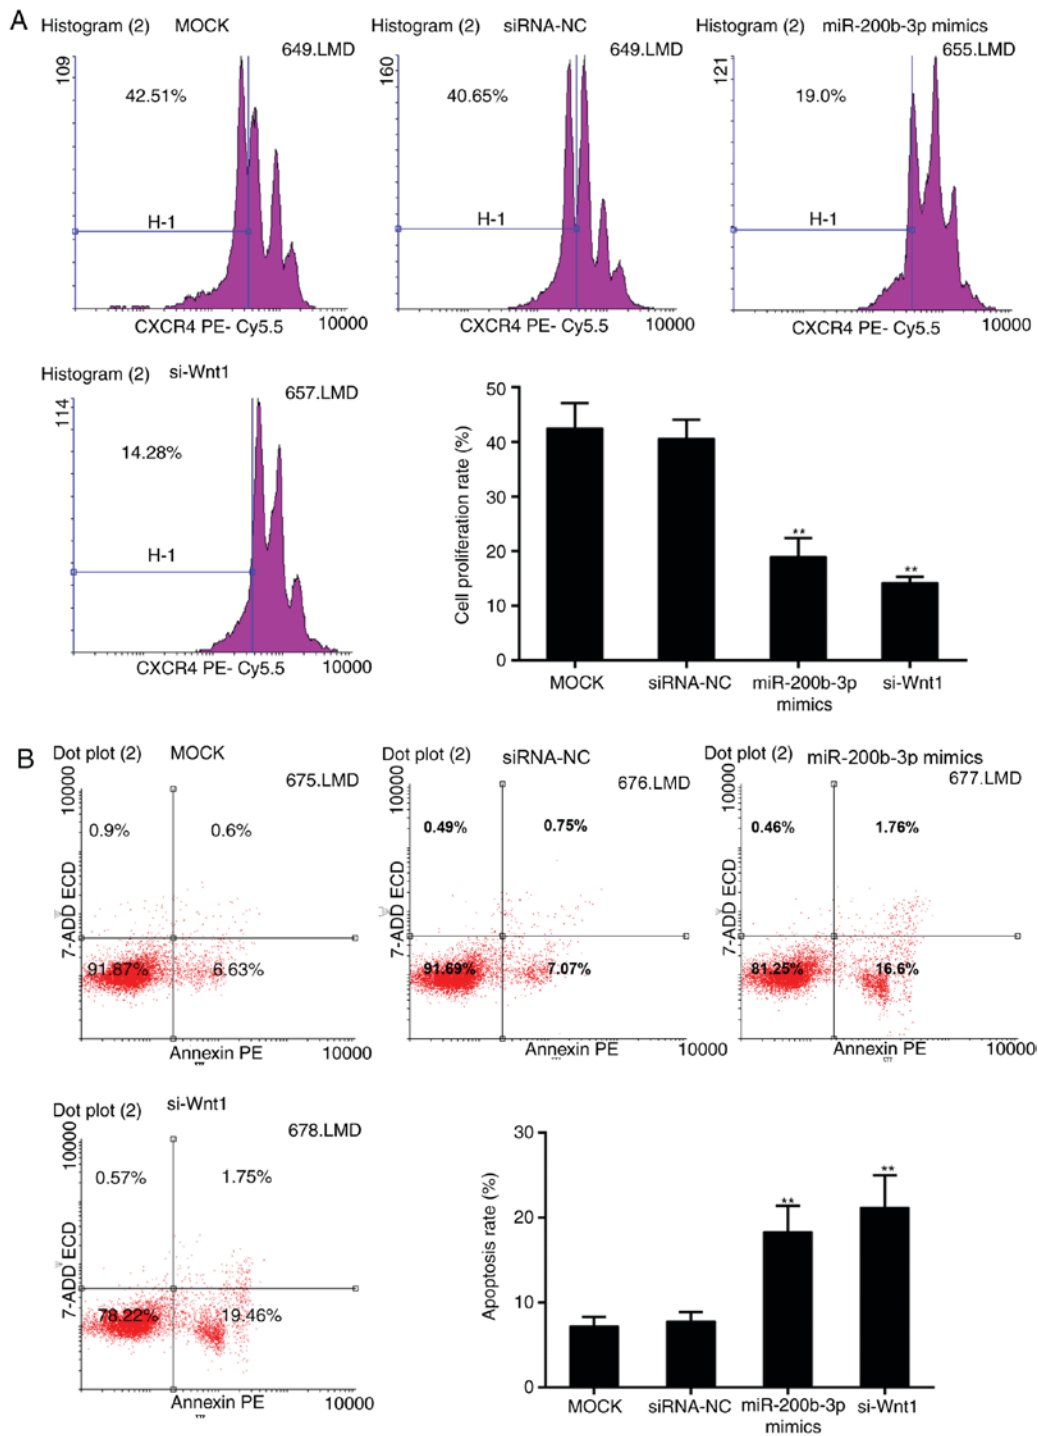 A
Histogram (2) MOCK
649.LMD
109
42.51%
H-1
CXCR4 PE- Cy5.5
10000
Histogram (2) siRNA-NC
649.LMD
160
40.65%
H-1
CXCR4 PE- Cy5.5
10000
Histogram (2) miR-200b-3p mimics
655.LMD
121
19.0%
H-1
CXCR4 PE- Cy5.5
10000
Histogram (2) si-Wnt1
657.LMD
114
14.28%
H-1
CXCR4 PE- Cy5.5
10000
Cell proliferation rate (%)
50
40
30
20
10
0
**
**
MOCK
siRNA-NC
miR-200b-3p
mimics
si-Wnt1
B
Dot plot (2) MOCK
675.LMD
10000
7-ADD ECD
0.9%
0.6%
91.87%
6.63%
Annexin PE
10000
Dot plot (2) siRNA-NC
676.LMD
10000
7-ADD ECD
0.49%
0.75%
91.69%
7.07%
Annexin PE
10000
Dot plot (2) miR-200b-3p mimics
677.LMD
10000
7-ADD ECD
0.46%
1.76%
81.25%
16.6%
Annexin PE
10000
Dot plot (2) si-Wnt1
678.LMD
10000
7-ADD ECD
0.57%
1.75%
78.22%
19.46%
Annexin PE
10000
Apoptosis rate (%)
30
20
10
0
**
**
MOCK
siRNA-NC
miR-200b-3p
mimics
si-Wnt1